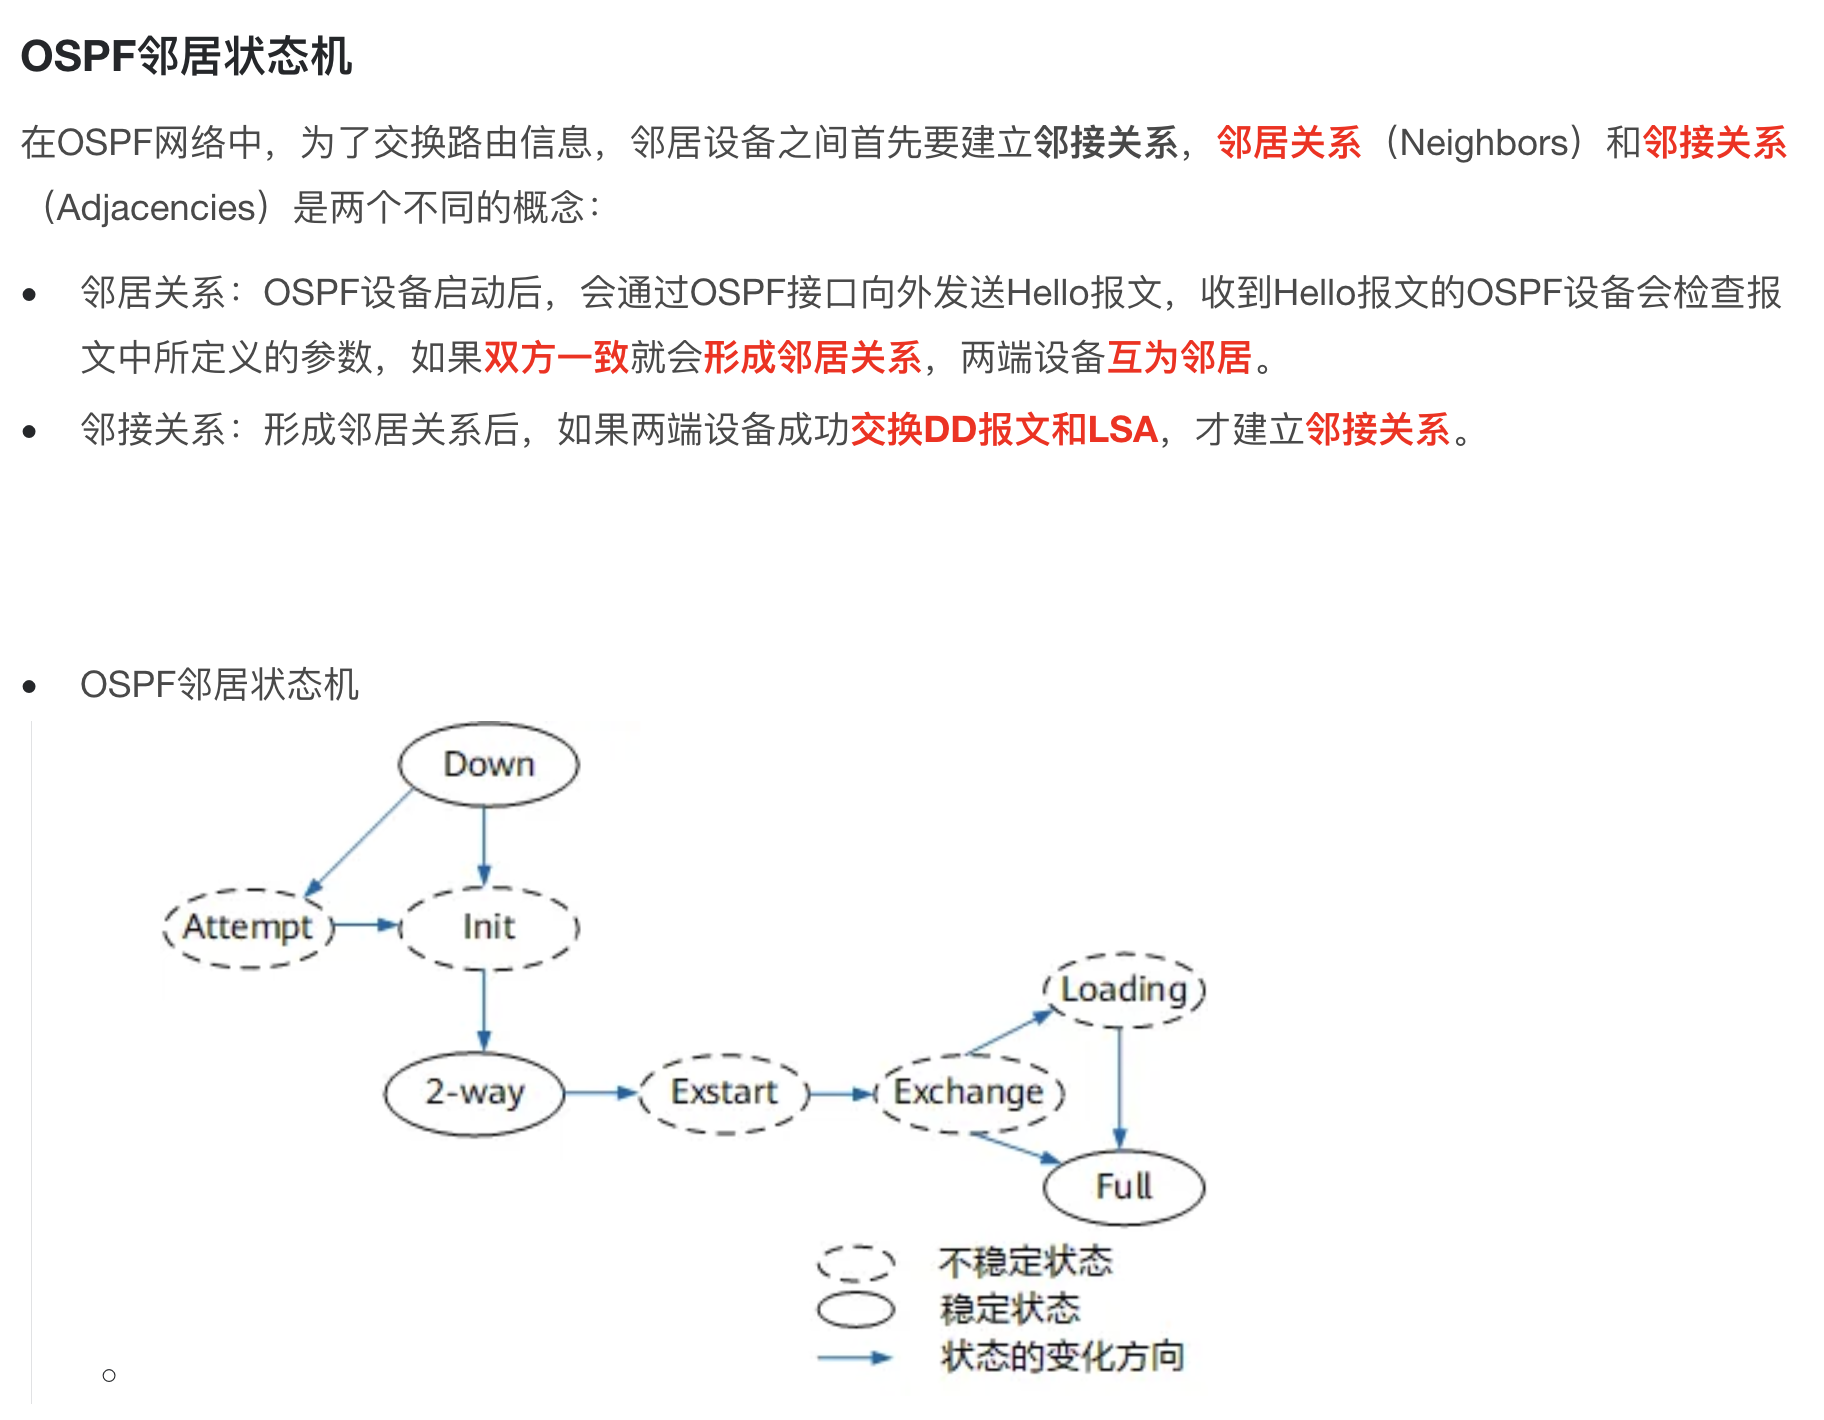 OSPF邻居状态机
在OSPF网络中，为了交换路由信息，邻居设备之间首先要建立邻接关系，邻居关系（Neighbors）和邻接关系
（Adjacencies）是两个不同的概念：
• 邻居关系：OSPF设备启动后，会通过OSPF接口向外发送Hello报文，收到Hello报文的OSPF设备会检查报
文中所定义的参数，如果双方一致就会形成邻居关系，两端设备互为邻居。
• 邻接关系：形成邻居关系后，如果两端设备成功交换DD报文和LSA，才建立邻接关系。
• OSPF邻居状态机
Down
Attempt
Init
Loading
2-way
Exstart
Exchange
Full
不稳定状态
稳定状态
状态的变化方向